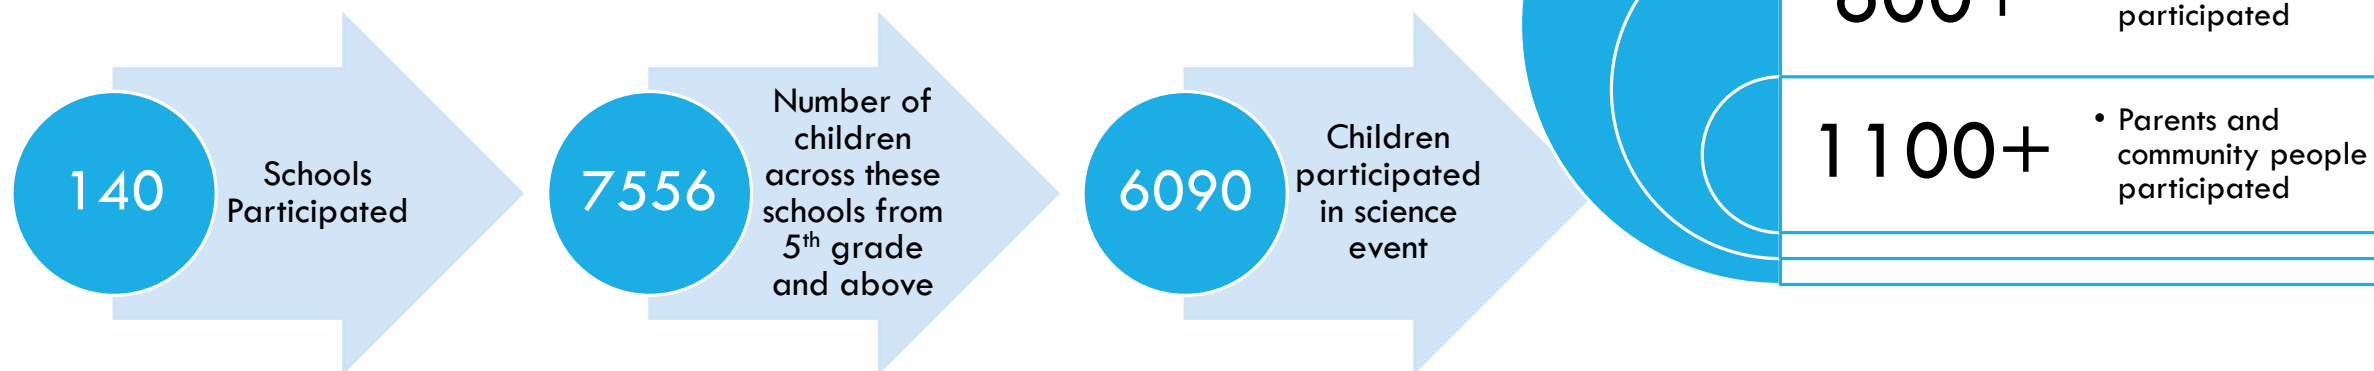 140
Schools
Participated
7556
Number of
children
across these
schools from
5th grade
and above
6090
Children
participated
in science
event
participated
1100+
• Parents and
community people
participated